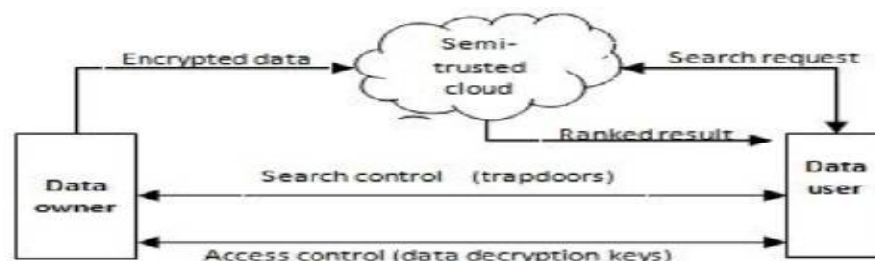 Semi-
trusted
cloud
Encrypted data
Search request
Ranked result
Data
owner
Data
user
Search control (trapdoors)
Access control (data decryption keys)